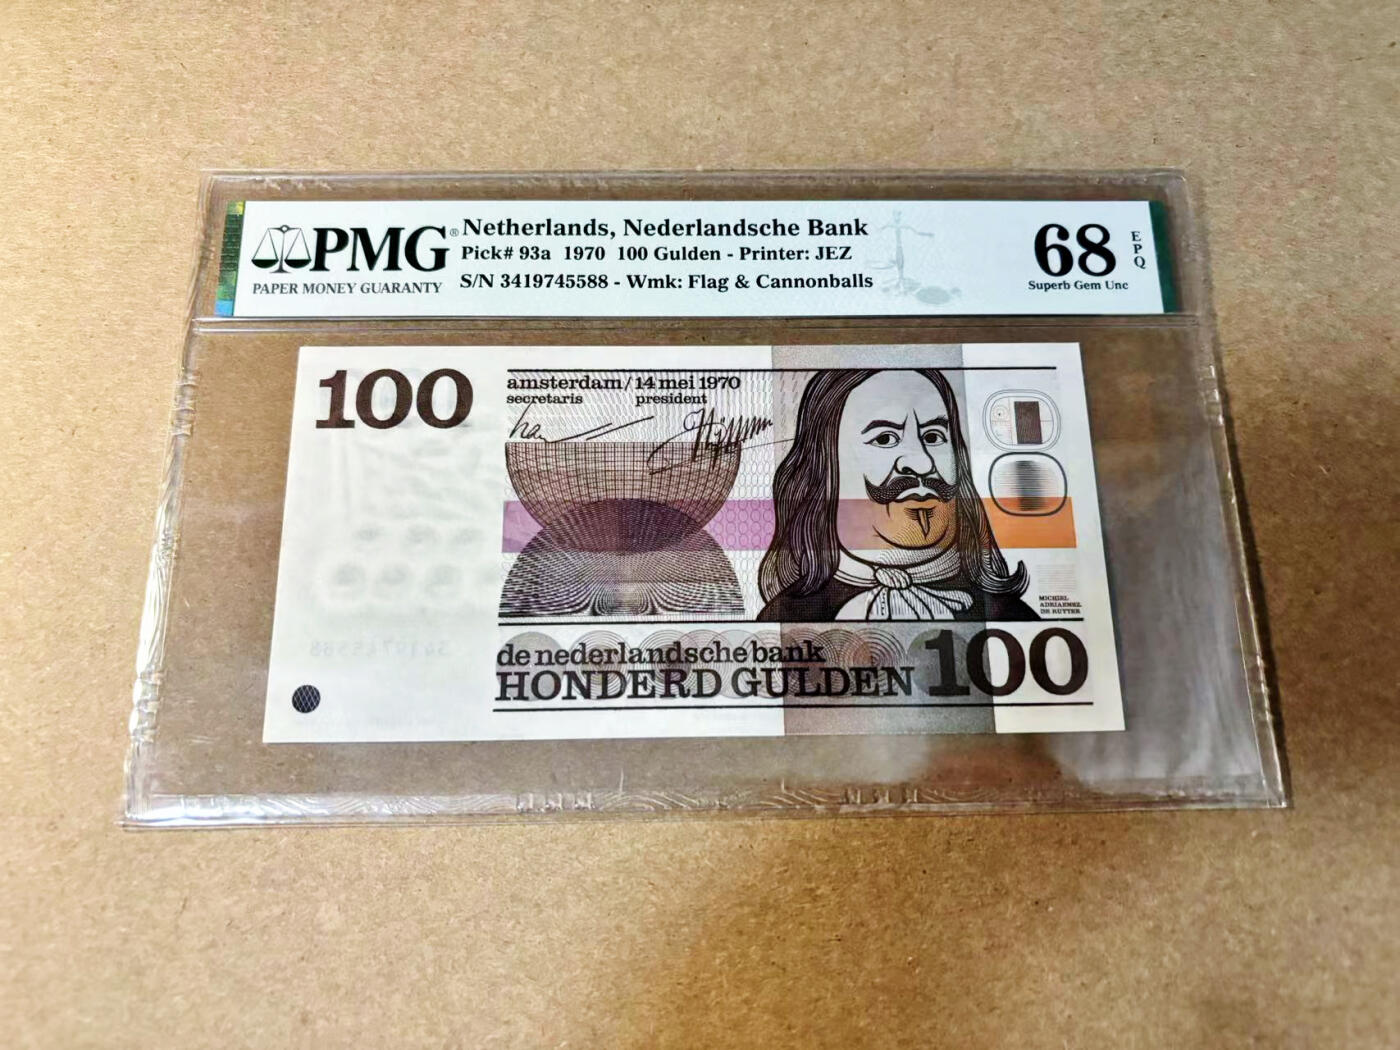 PMG®
PAPER MONEY GUARANTY
Netherlands, Nederlandsche Bank
Pick# 93a 1970 100 Gulden - Printer: JEZ
S/N 3419745588 - Wmk: Flag & Cannonballs
68
EPQ
Superb Gem Unc
100
amsterdam/14 mei 1970
secretaris president
MICHIEL
ADRIAENSZ.
DE RUYTER
de nederlandsche bank
HONDERD GULDEN
100